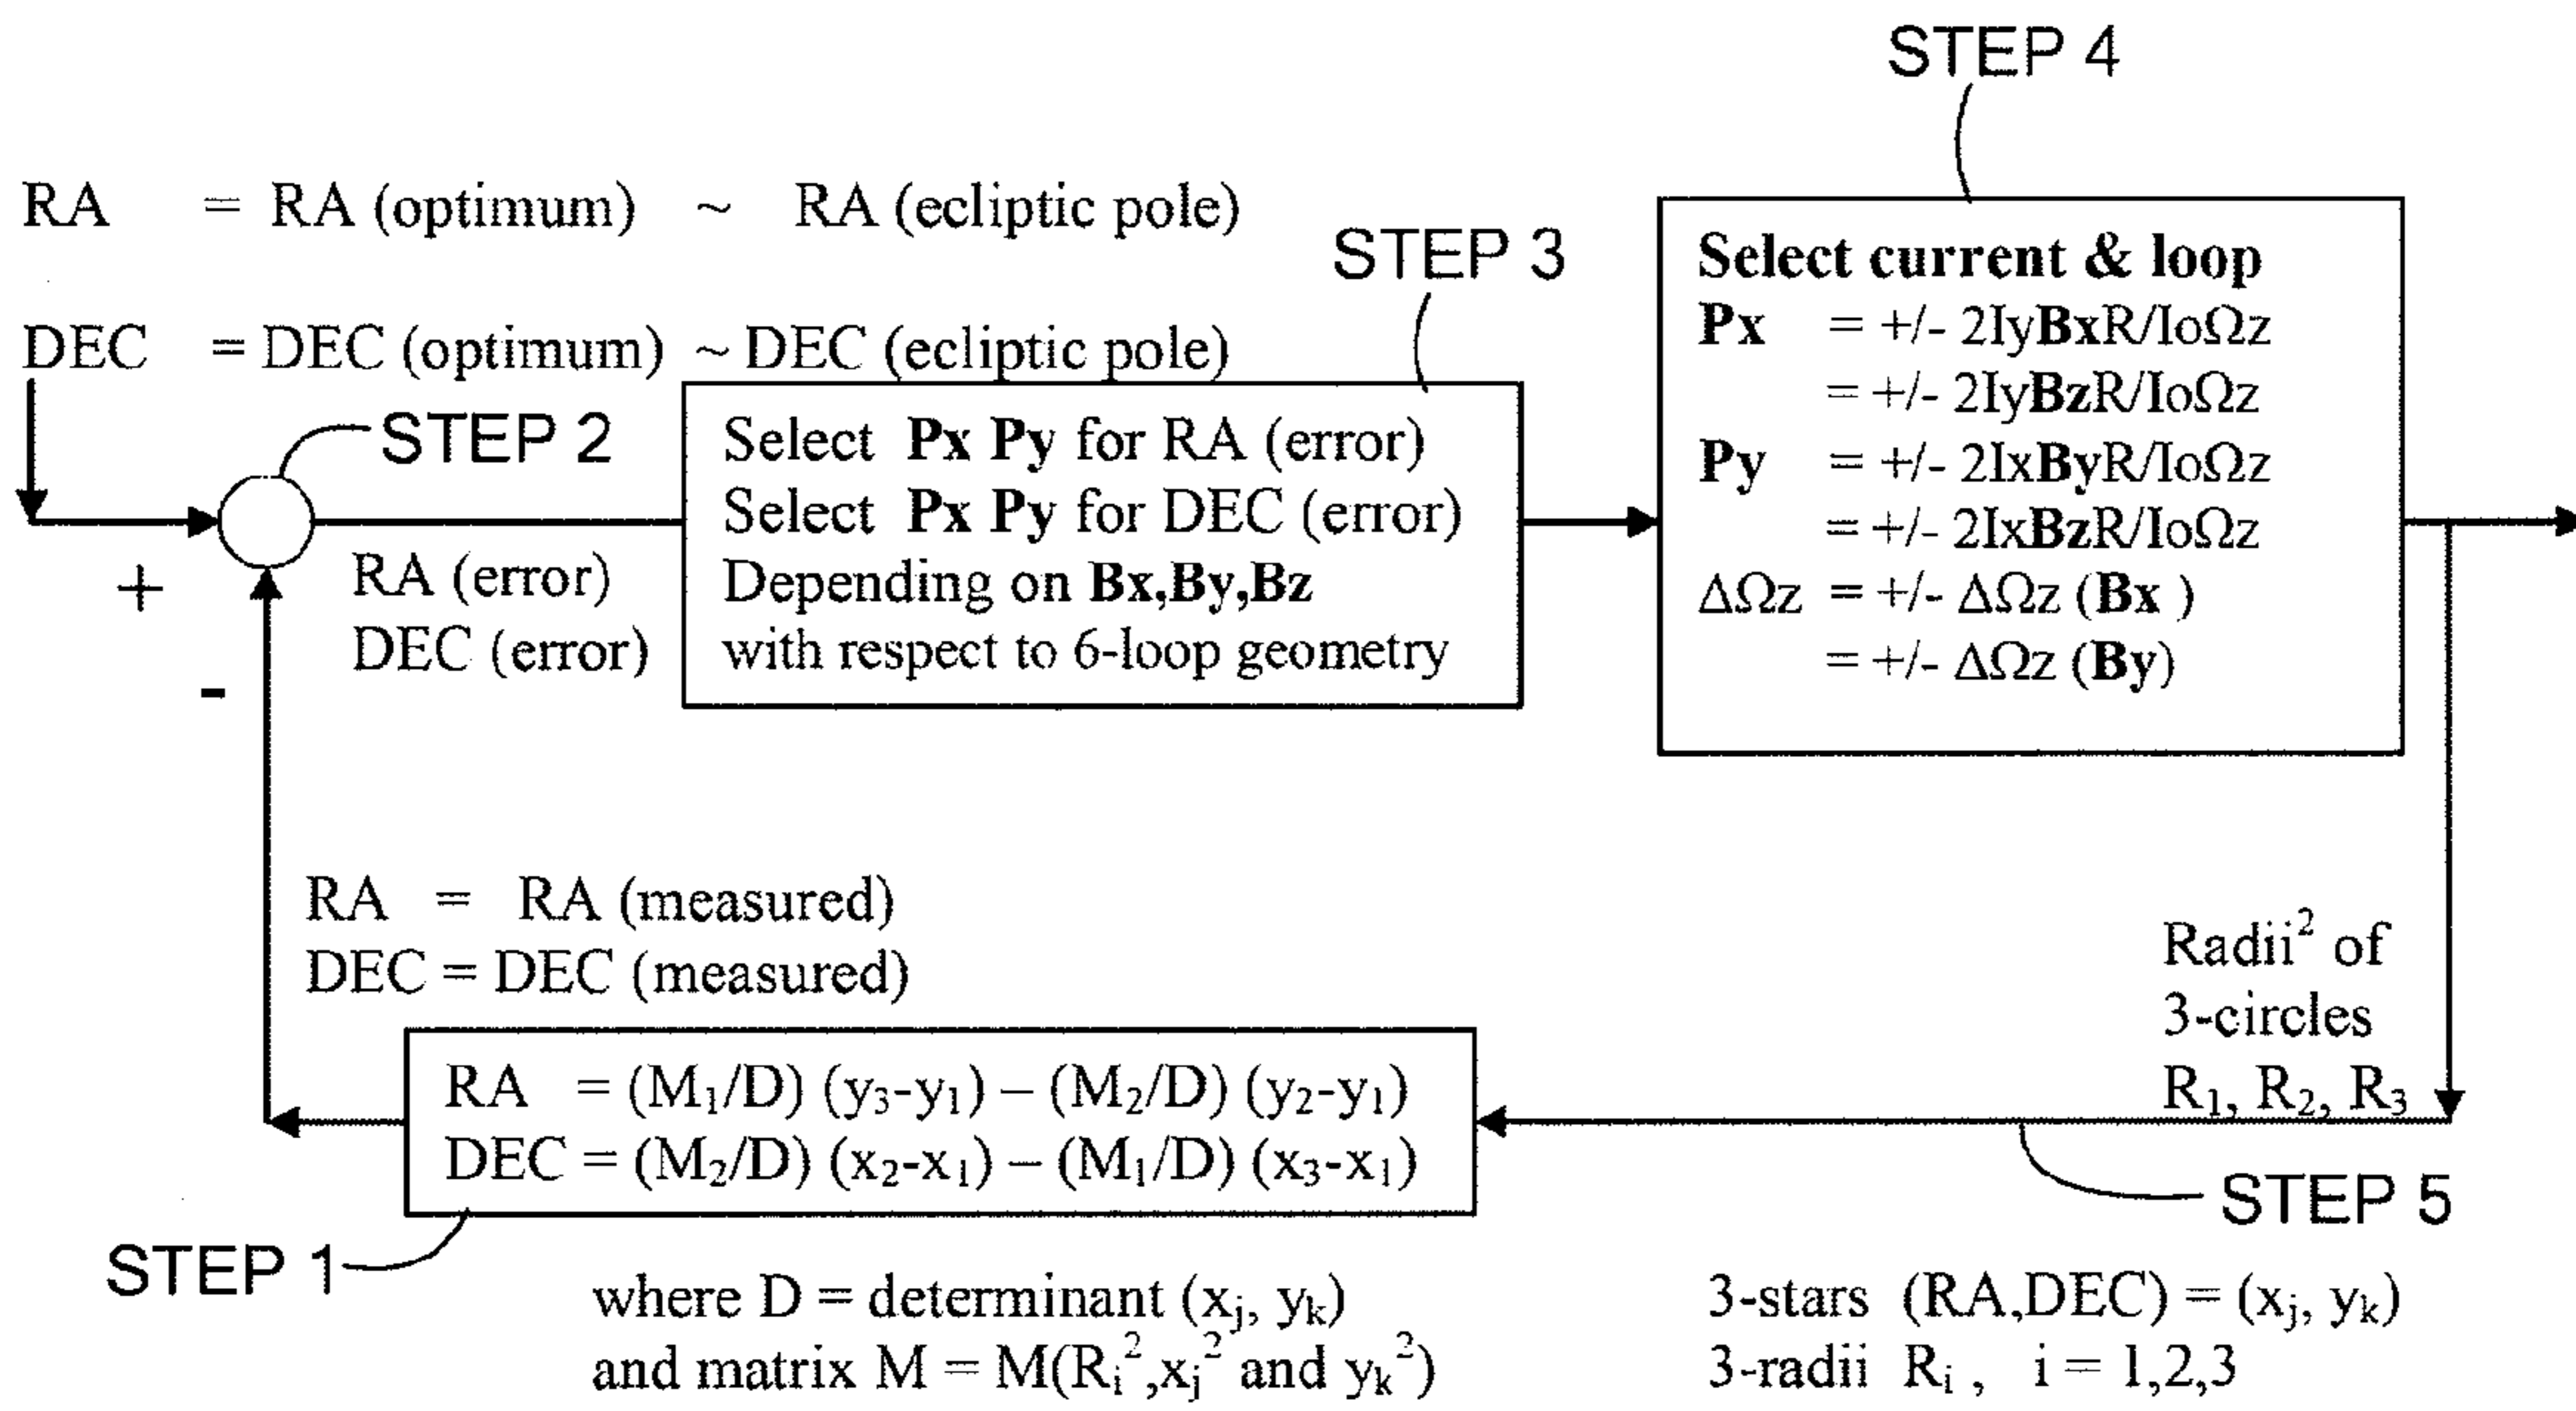 STEP 4
RA = RA (optimum) ~ RA (ecliptic pole)
STEP 3
DEC = DEC (optimum) ~ DEC (ecliptic pole)
STEP 2
Select Px Py for RA (error)
Select Px Py for DEC (error)
Depending on Bx,By,Bz
with respect to 6-loop geometry
Select current & loop
Px = +/- 2IyBxR/IoΩz
= +/- 2IyBzR/IoΩz
Py = +/- 2IxByR/IoΩz
= +/- 2IxBzR/IoΩz
ΔΩz = +/- ΔΩz (Bx )
= +/- ΔΩz (By)
+
-
RA (error)
DEC (error)
RA = RA (measured)
DEC = DEC (measured)
Radii² of
3-circles
R₁, R₂, R₃
RA = (M₁/D) (y₃-y₁) – (M₂/D) (y₂-y₁)
DEC = (M₂/D) (x₂-x₁) – (M₁/D) (x₃-x₁)
STEP 5
STEP 1
where D = determinant (xⱼ, yₖ)
and matrix M = M(Rᵢ²,xⱼ² and yₖ²)
3-stars (RA,DEC) = (xⱼ, yₖ)
3-radii Rᵢ , i = 1,2,3